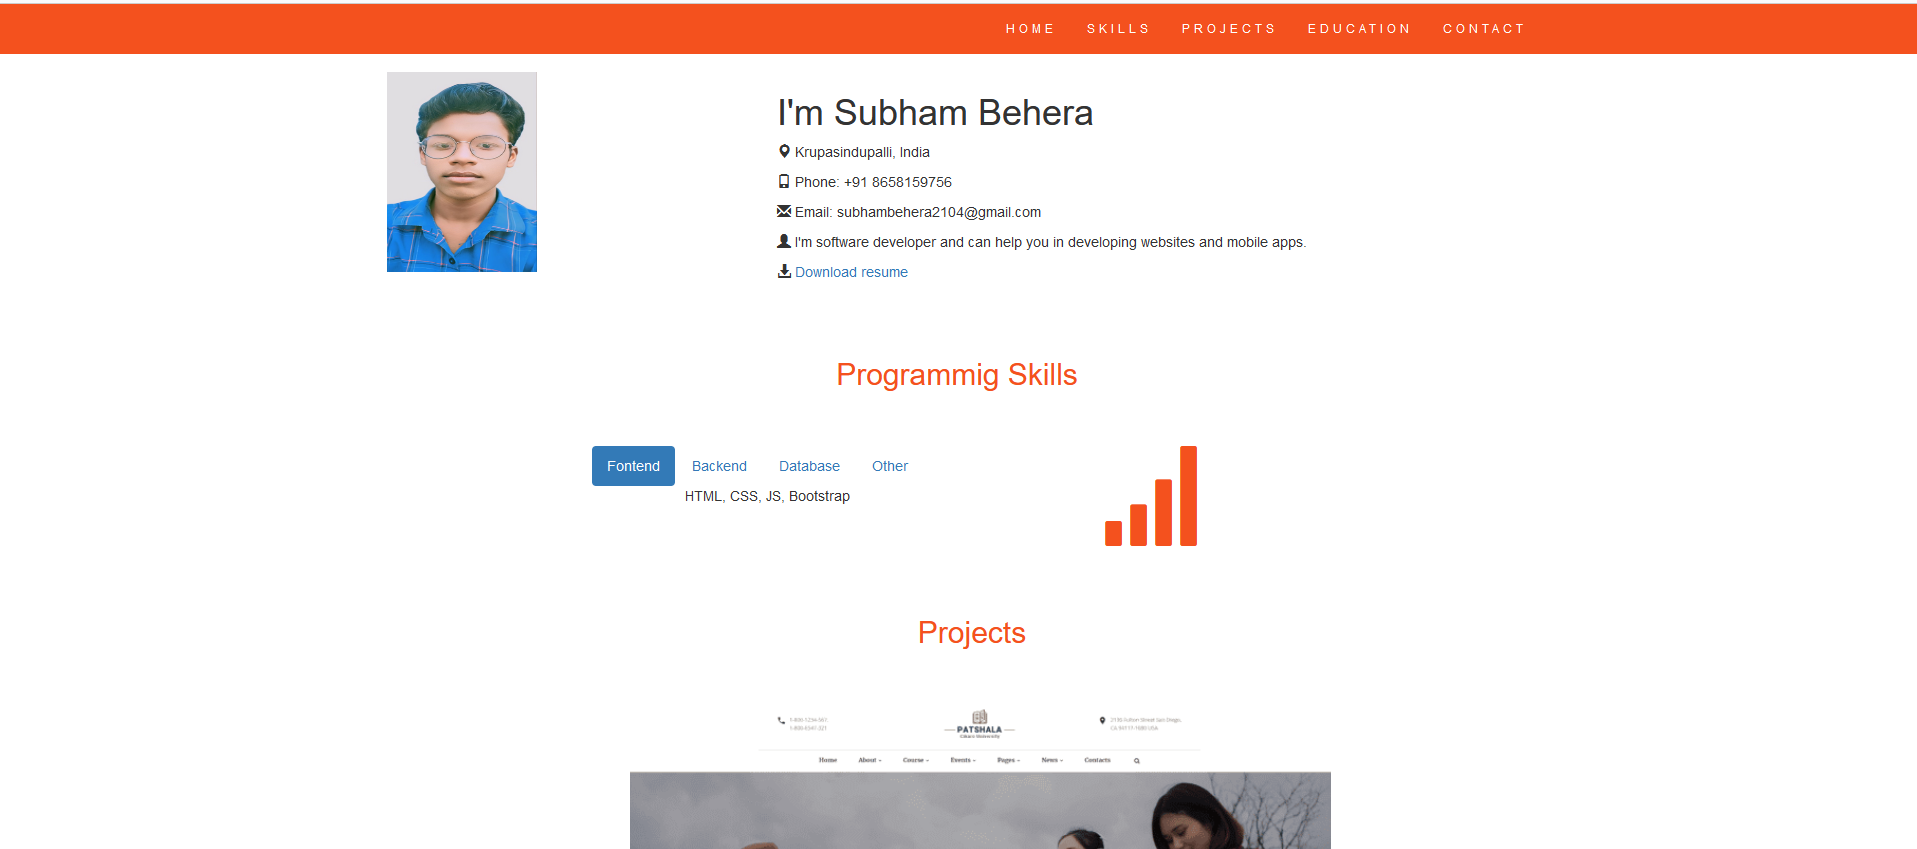 HOME SKILLS PROJECTS EDUCATION CONTACT
I'm Subham Behera
Krupasindupalli, India
Phone: +91 8658159756
Email: subhambehera2104@gmail.com
I'm software developer and can help you in developing websites and mobile apps.
Download resume
Programmig Skills
Fontend Backend Database Other
HTML, CSS, JS, Bootstrap
Projects
PATSHALA
Home About Course Events Pages News Contacts